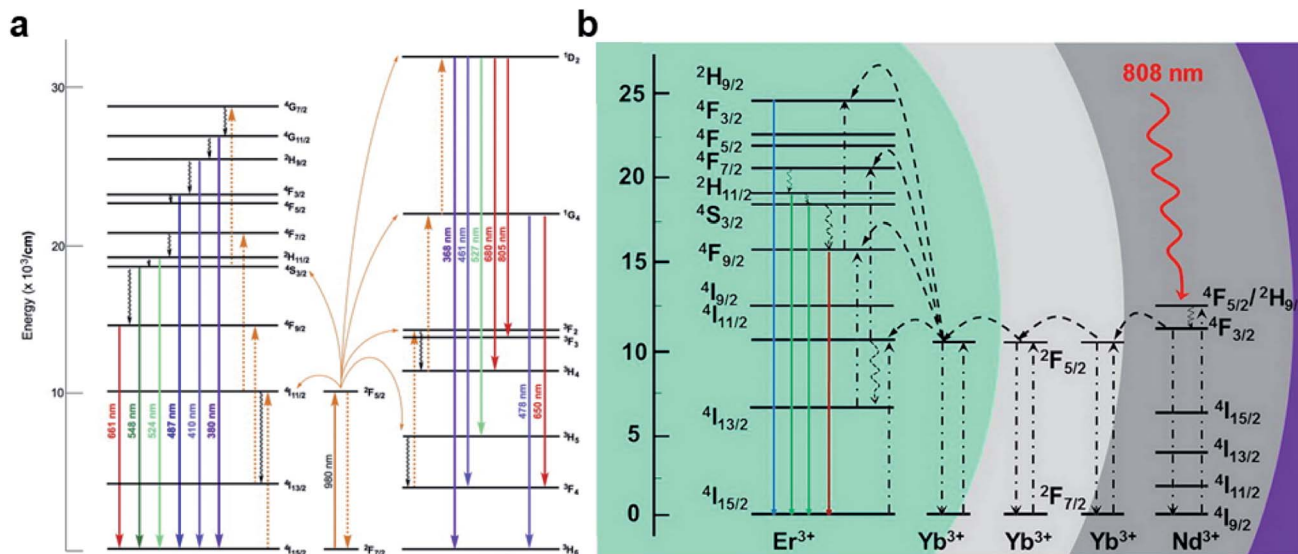 a
Energy (x 10³/cm)
30
20
10
0
⁴G₇/₂
⁴G₁₁/₂
²H₉/₂
⁴F₃/₂
⁴F₅/₂
⁴F₇/₂
²H₁₁/₂
⁴S₃/₂
⁴F₉/₂
⁴I₁₁/₂
⁴I₁₃/₂
⁴I₁₅/₂
661 nm
548 nm
524 nm
487 nm
410 nm
380 nm
²F₅/₂
980 nm
²F₇/₂
¹D₂
¹G₄
³F₂
³F₃
³H₄
³H₅
³F₄
³H₆
368 nm
461 nm
527 nm
680 nm
805 nm
478 nm
650 nm
b
25
20
15
10
5
0
²H₉/₂
⁴F₃/₂
⁴F₅/₂
⁴F₇/₂
²H₁₁/₂
⁴S₃/₂
⁴F₉/₂
⁴I₉/₂
⁴I₁₁/₂
⁴I₁₃/₂
⁴I₁₅/₂
808 nm
²F₅/₂
²F₇/₂
⁴F₅/₂/²H₉/
⁴F₃/₂
⁴I₁₅/₂
⁴I₁₃/₂
⁴I₁₁/₂
⁴I₉/₂
Er³⁺ Yb³⁺ Yb³⁺ Yb³⁺ Nd³⁺